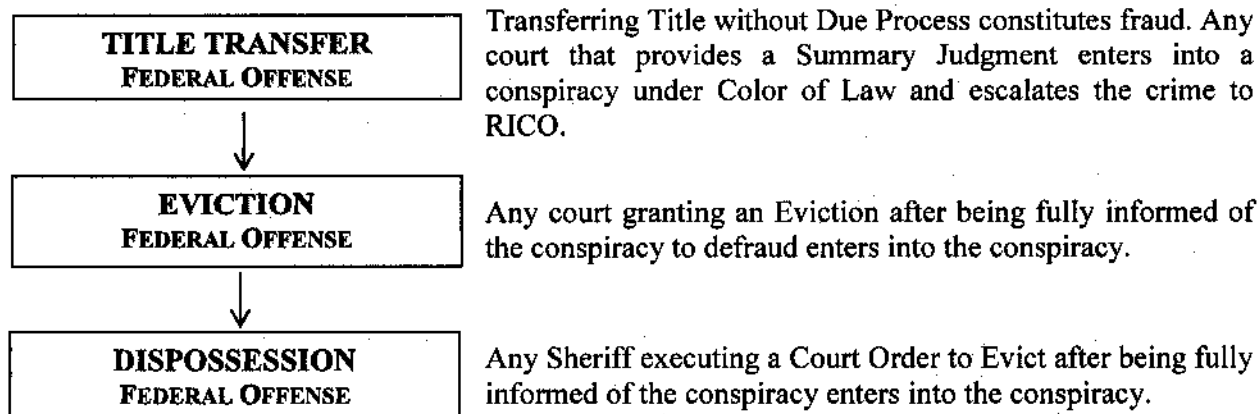 TITLE TRANSFER
FEDERAL OFFENSE
Transferring Title without Due Process constitutes fraud. Any
court that provides a Summary Judgment enters into a
conspiracy under Color of Law and escalates the crime to
RICO.
EVICTION
FEDERAL OFFENSE
Any court granting an Eviction after being fully informed of
the conspiracy to defraud enters into the conspiracy.
DISPOSSESSION
FEDERAL OFFENSE
Any Sheriff executing a Court Order to Evict after being fully
informed of the conspiracy enters into the conspiracy.